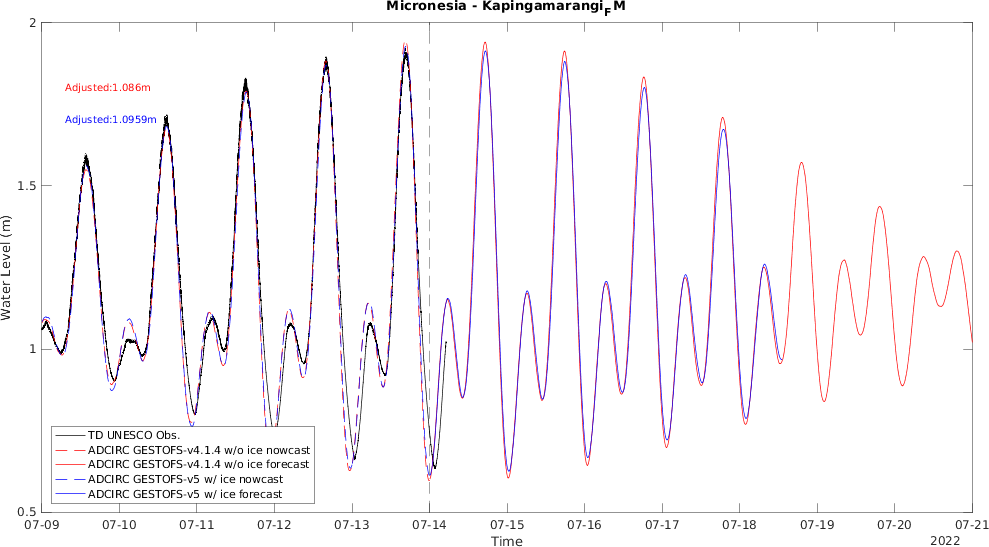 Micronesia - Kapingamarangi_FM
2
Adjusted:1.086m
Adjusted:1.0959m
1.5
Water Level (m)
1
TD UNESCO Obs.
ADCIRC GESTOFS-v4.1.4 w/o ice nowcast
ADCIRC GESTOFS-v4.1.4 w/o ice forecast
ADCIRC GESTOFS-v5 w/ ice nowcast
ADCIRC GESTOFS-v5 w/ ice forecast
0.5
07-09 07-10 07-11 07-12 07-13 07-14 07-15 07-16 07-17 07-18 07-19 07-20 07-21
Time
2022